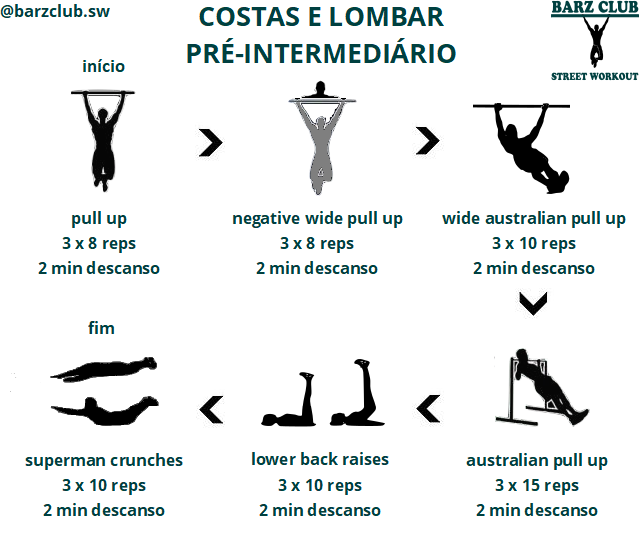 @barzclub.sw
COSTAS E LOMBAR
PRÉ-INTERMEDIÁRIO
BARZ CLUB
STREET WORKOUT
início
pull up
3 x 8 reps
2 min descanso
negative wide pull up
3 x 8 reps
2 min descanso
wide australian pull up
3 x 10 reps
2 min descanso
australian pull up
3 x 15 reps
2 min descanso
lower back raises
3 x 10 reps
2 min descanso
fim
superman crunches
3 x 10 reps
2 min descanso